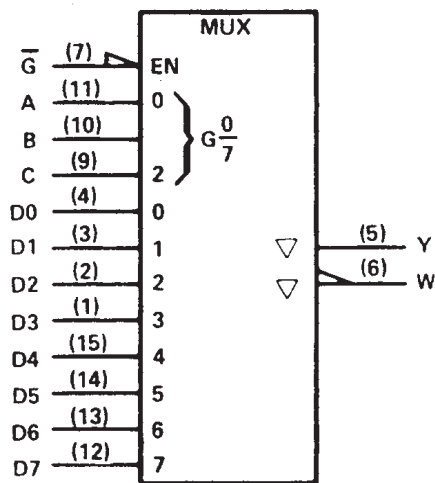 MUX
G̅ (7) EN
A (11) 0
B (10) G 0/7
C (9) 2
D0 (4) 0
D1 (3) 1 ▽ (5) Y
D2 (2) 2 ▽ (6) W
D3 (1) 3
D4 (15) 4
D5 (14) 5
D6 (13) 6
D7 (12) 7